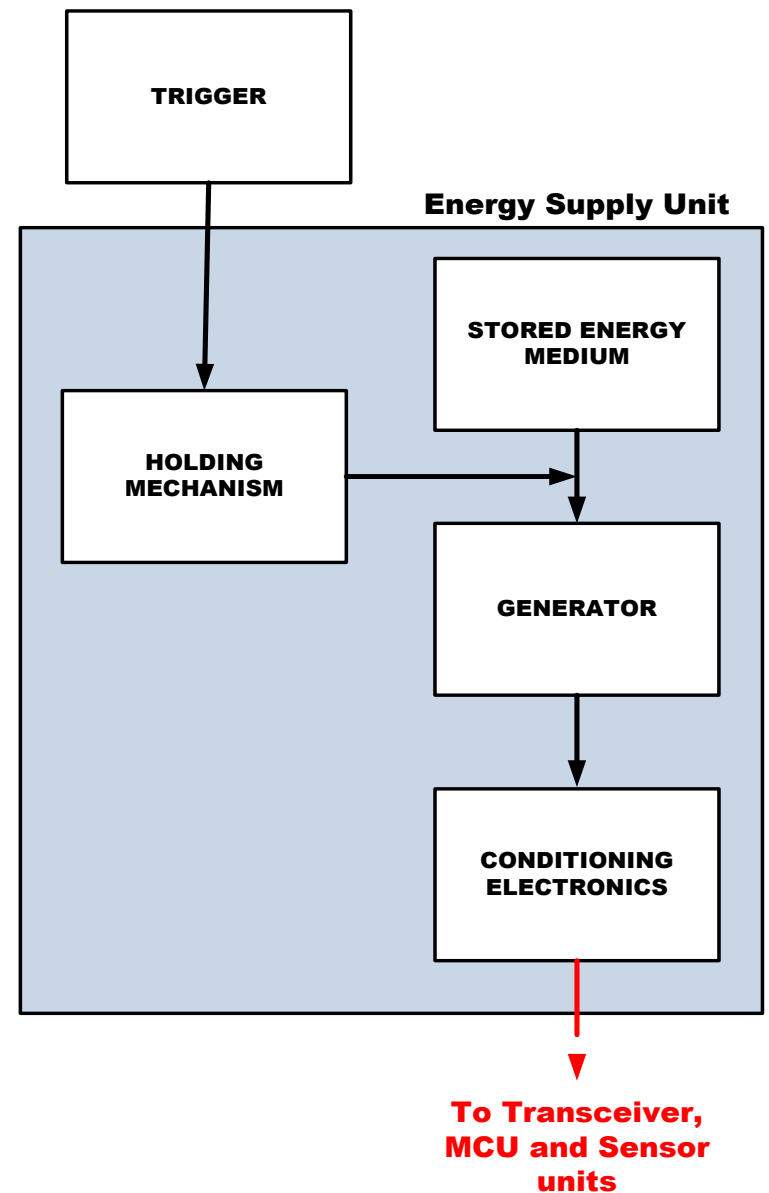 TRIGGER
Energy Supply Unit
STORED ENERGY
MEDIUM
HOLDING
MECHANISM
GENERATOR
CONDITIONING
ELECTRONICS
To Transceiver,
MCU and Sensor
units